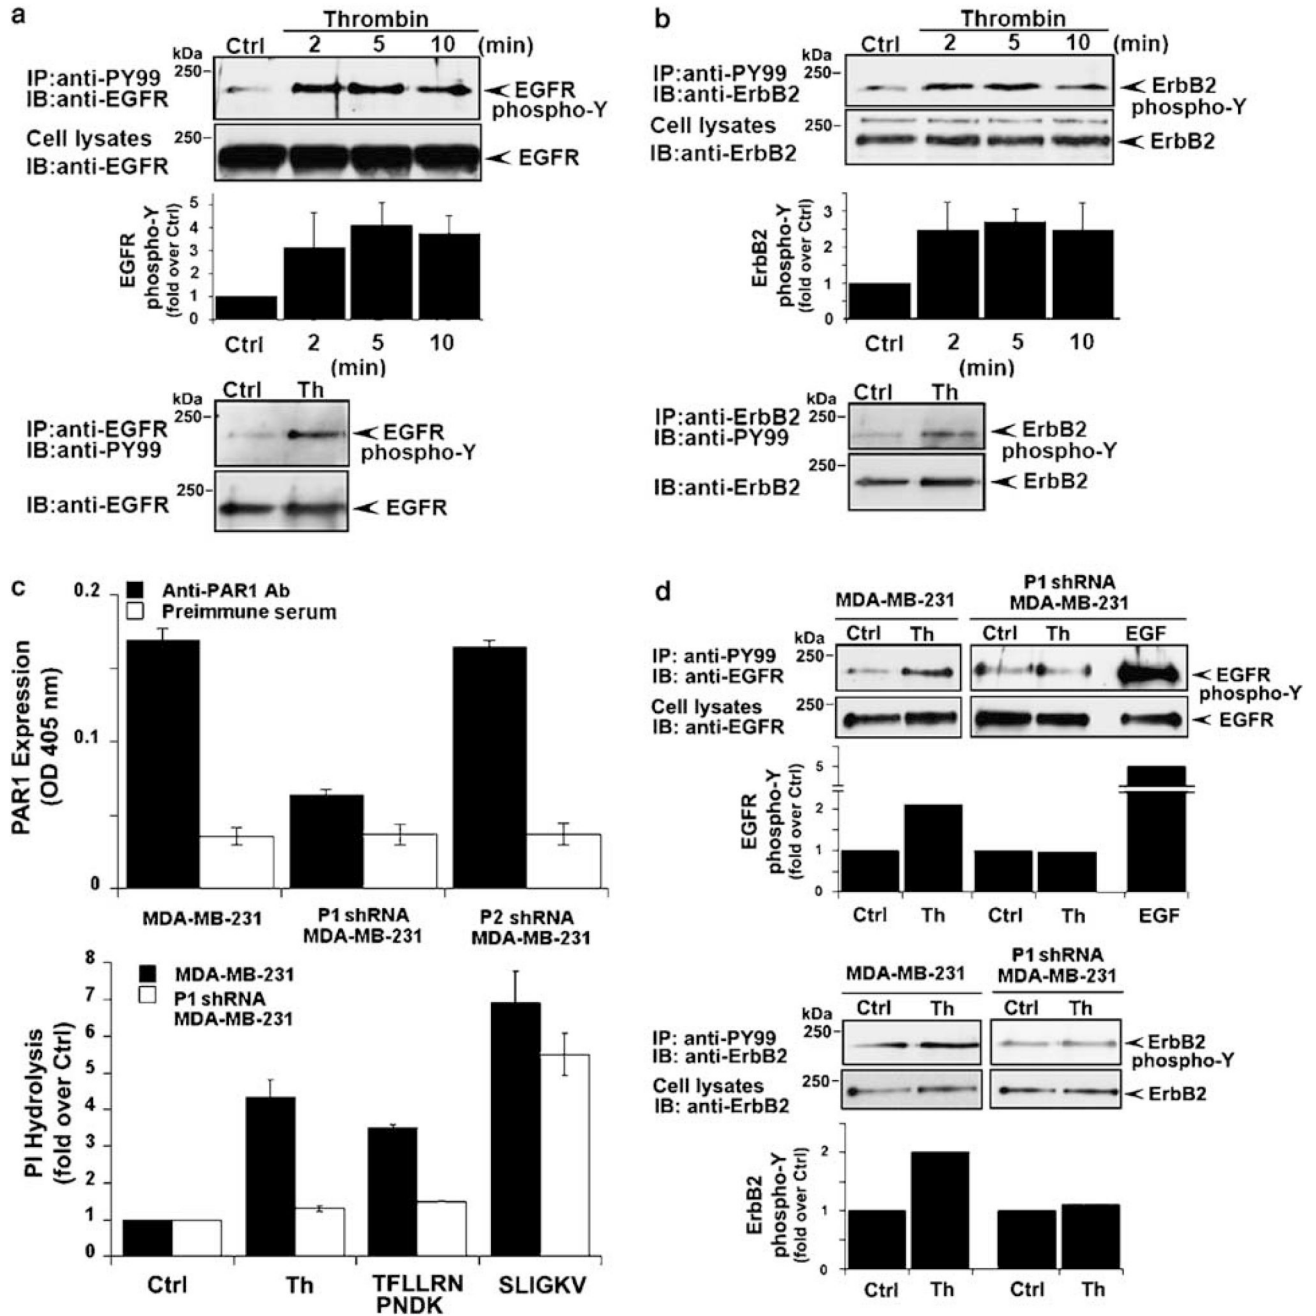 a
Thrombin
Ctrl 2 5 10 (min)
kDa
250
IP:anti-PY99
IB:anti-EGFR
EGFR
phospho-Y
Cell lysates
IB:anti-EGFR
250
EGFR
EGFR
phospho-Y
(fold over Ctrl)
5
4
3
2
1
0
Ctrl 2 5 10
(min)
Ctrl Th
kDa
250
IP:anti-EGFR
IB:anti-PY99
EGFR
phospho-Y
250
IB:anti-EGFR
EGFR
b
Thrombin
Ctrl 2 5 10 (min)
kDa
250
IP:anti-PY99
IB:anti-ErbB2
ErbB2
phospho-Y
Cell lysates
IB:anti-ErbB2
250
ErbB2
ErbB2
phospho-Y
(fold over Ctrl)
3
2
1
0
Ctrl 2 5 10
(min)
Ctrl Th
kDa
250
IP:anti-ErbB2
IB:anti-PY99
ErbB2
phospho-Y
250
IB:anti-ErbB2
ErbB2
c
Anti-PAR1 Ab
Preimmune serum
PAR1 Expression
(OD 405 nm)
0.2
0.1
0
MDA-MB-231
P1 shRNA
MDA-MB-231
P2 shRNA
MDA-MB-231
MDA-MB-231
P1 shRNA
MDA-MB-231
PI Hydrolysis
(fold over Ctrl)
8
7
6
5
4
3
2
1
0
Ctrl
Th
TFLLRN
PNDK
SLIGKV
d
MDA-MB-231
P1 shRNA
MDA-MB-231
Ctrl Th Ctrl Th EGF
kDa
250
IP: anti-PY99
IB: anti-EGFR
EGFR
phospho-Y
Cell lysates
IB: anti-EGFR
250
EGFR
EGFR
phospho-Y
(fold over Ctrl)
5
2
1
0
Ctrl Th Ctrl Th EGF
MDA-MB-231
P1 shRNA
MDA-MB-231
Ctrl Th Ctrl Th
kDa
250
IP: anti-PY99
IB: anti-ErbB2
ErbB2
phospho-Y
Cell lysates
IB: anti-ErbB2
250
ErbB2
ErbB2
phospho-Y
(fold over Ctrl)
2
1
0
Ctrl Th Ctrl Th